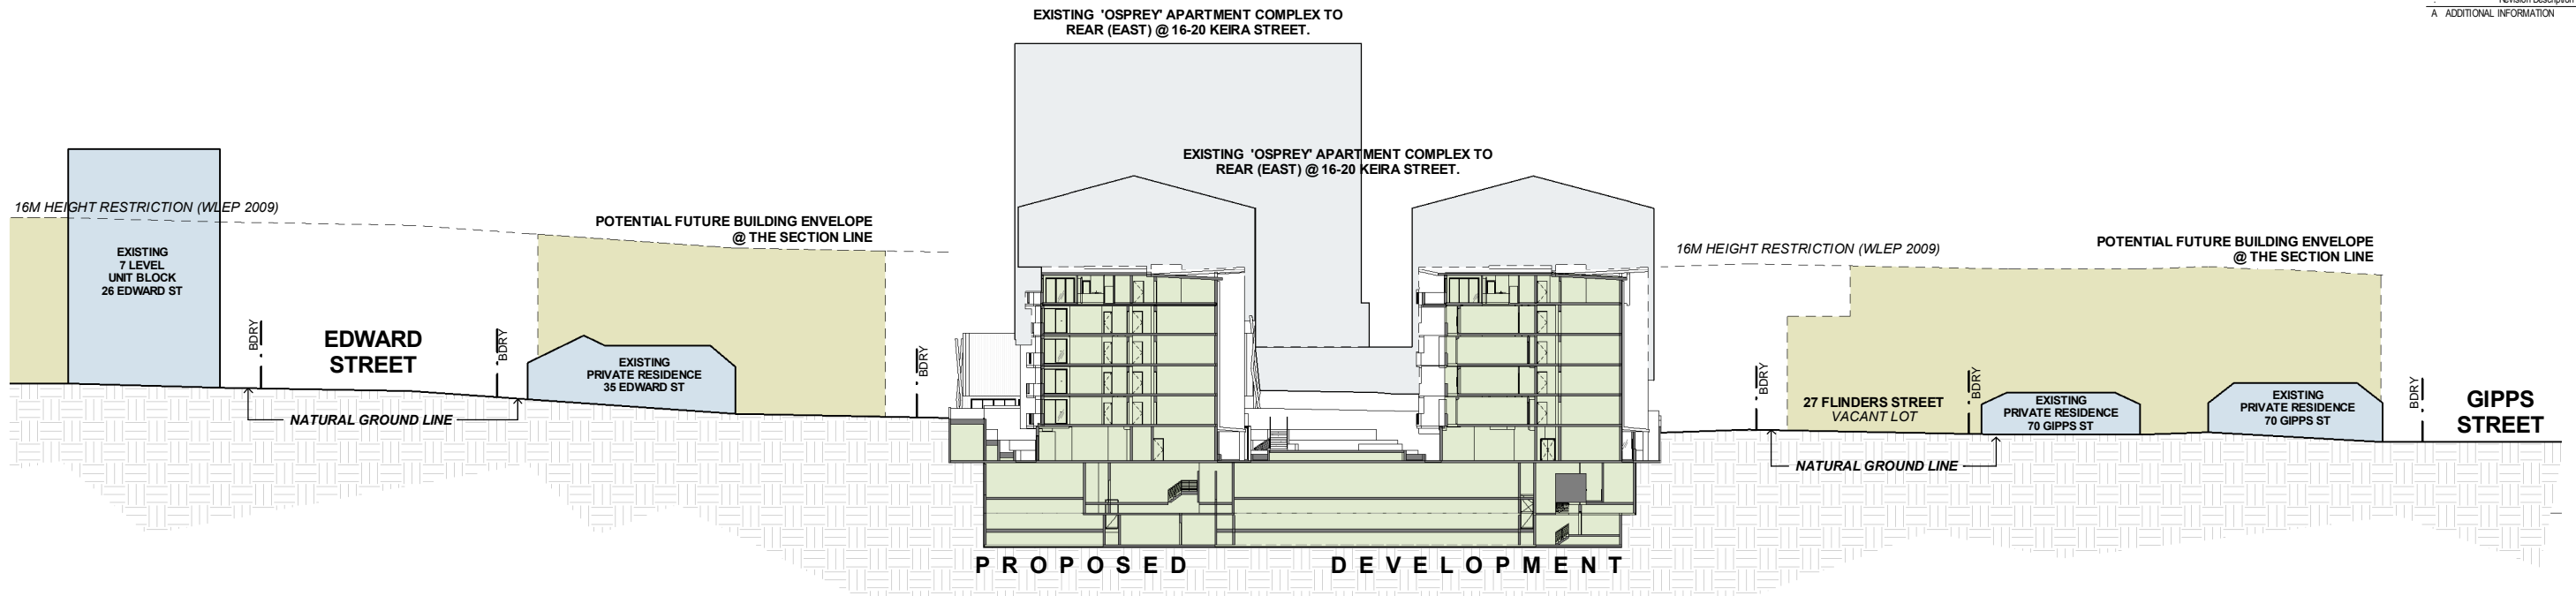 Revision Description
A ADDITIONAL INFORMATION
EXISTING 'OSPREY' APARTMENT COMPLEX TO
REAR (EAST) @ 16-20 KEIRA STREET.
EXISTING 'OSPREY' APARTMENT COMPLEX TO
REAR (EAST) @ 16-20 KEIRA STREET.
16M HEIGHT RESTRICTION (WLEP 2009)
POTENTIAL FUTURE BUILDING ENVELOPE
@ THE SECTION LINE
EXISTING
7 LEVEL
UNIT BLOCK
26 EDWARD ST
16M HEIGHT RESTRICTION (WLEP 2009)
POTENTIAL FUTURE BUILDING ENVELOPE
@ THE SECTION LINE
BDRY
EDWARD
STREET
BDRY
EXISTING
PRIVATE RESIDENCE
35 EDWARD ST
BDRY
NATURAL GROUND LINE
BDRY
27 FLINDERS STREET
VACANT LOT
BDRY
EXISTING
PRIVATE RESIDENCE
70 GIPPS ST
EXISTING
PRIVATE RESIDENCE
70 GIPPS ST
BDRY
GIPPS
STREET
NATURAL GROUND LINE
PROPOSED DEVELOPMENT